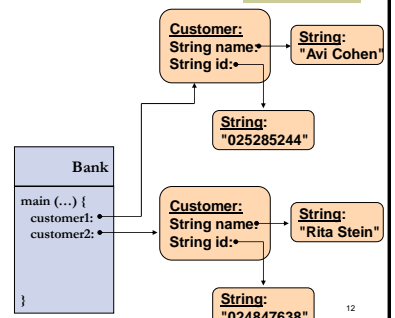 Customer:
String name:
String id:
String:
"Avi Cohen"
String:
"025285244"
Bank
main (…) {
customer1:
customer2:
}
Customer:
String name:
String id:
String:
"Rita Stein"
String:
"024847638"
12